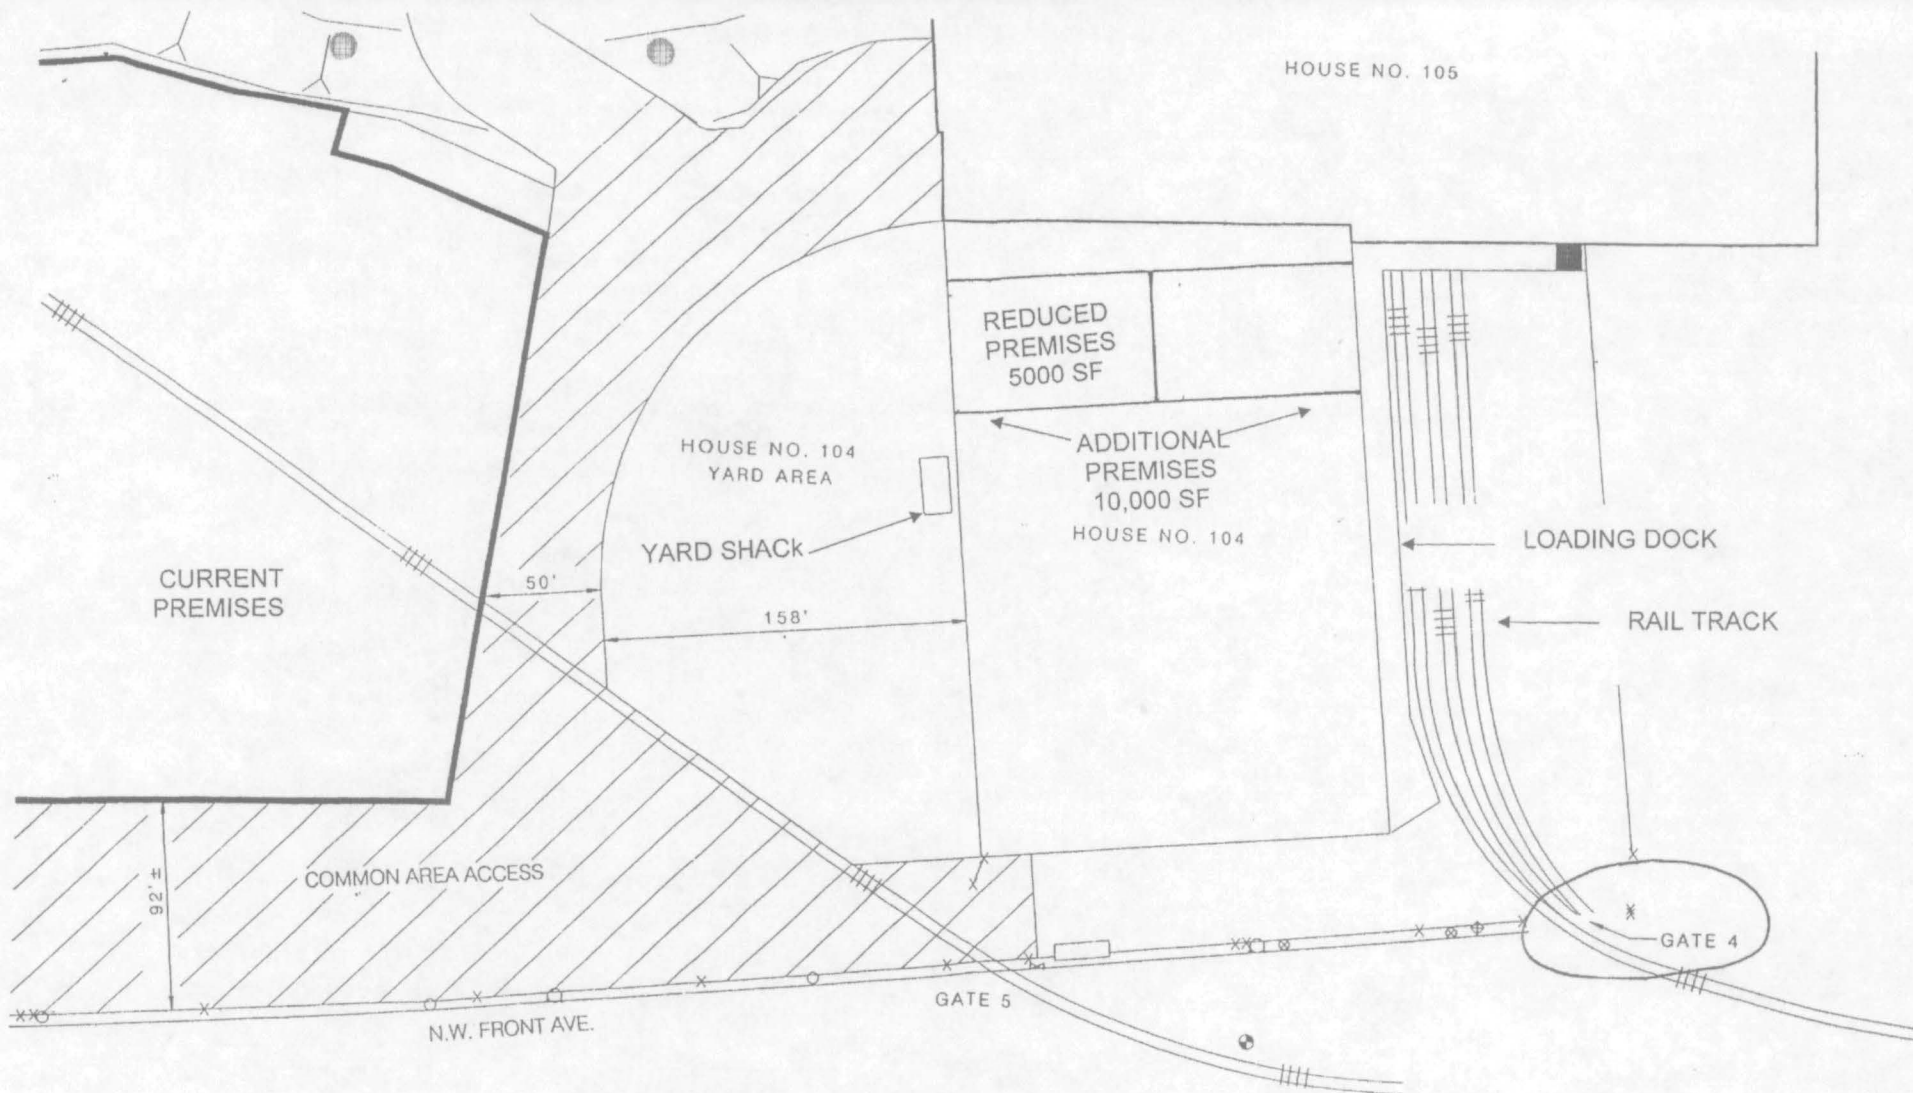 HOUSE NO. 105
REDUCED
PREMISES
5000 SF
HOUSE NO. 104
YARD AREA
ADDITIONAL
PREMISES
10,000 SF
HOUSE NO. 104
YARD SHACk
LOADING DOCK
CURRENT
PREMISES
50'
158'
RAIL TRACK
COMMON AREA ACCESS
92' ±
GATE 4
GATE 5
N.W. FRONT AVE.